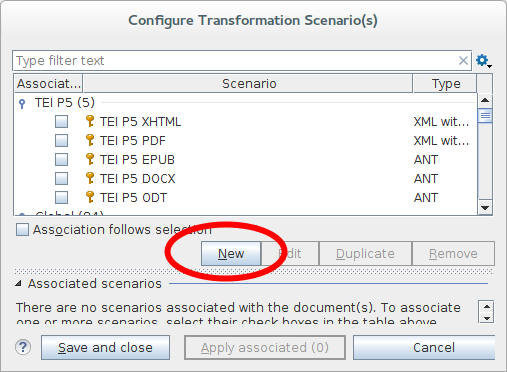 Configure Transformation Scenario(s)
Type filter text
Associat... Scenario Type
TEI P5 (5)
TEI P5 XHTML XML wit...
TEI P5 PDF XML wit...
TEI P5 EPUB ANT
TEI P5 DOCX ANT
TEI P5 ODT ANT
Global (24)
Association follows selection
New Edit Duplicate Remove
Associated scenarios
There are no scenarios associated with the document(s). To associate
one or more scenarios, select their check boxes in the table above.
? Save and close Apply associated (0) Cancel